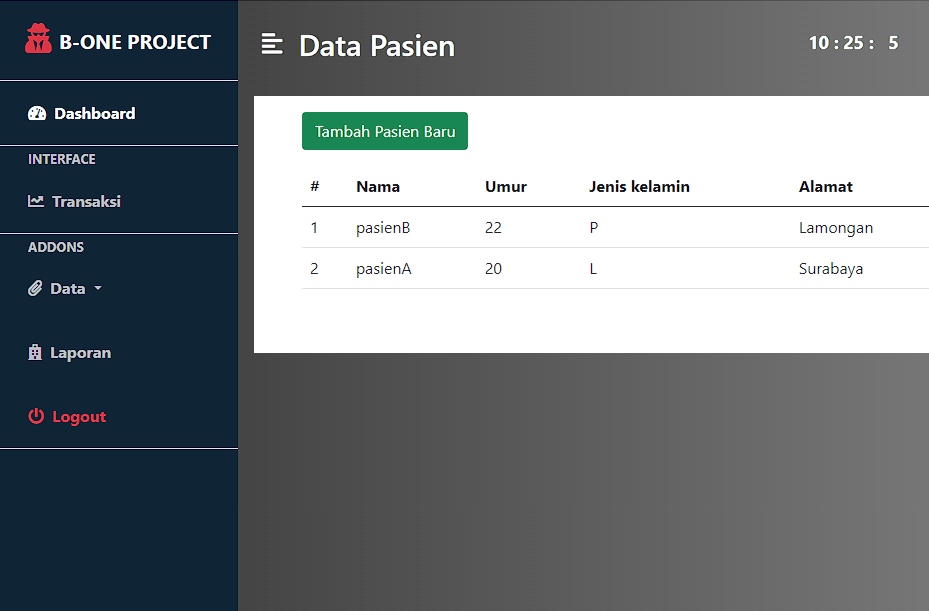 B-ONE PROJECT
Dashboard
INTERFACE
Transaksi
ADDONS
Data
Laporan
Logout
Data Pasien
10 : 25 : 5
Tambah Pasien Baru
# Nama Umur Jenis kelamin Alamat
1 pasienB 22 P Lamongan
2 pasienA 20 L Surabaya